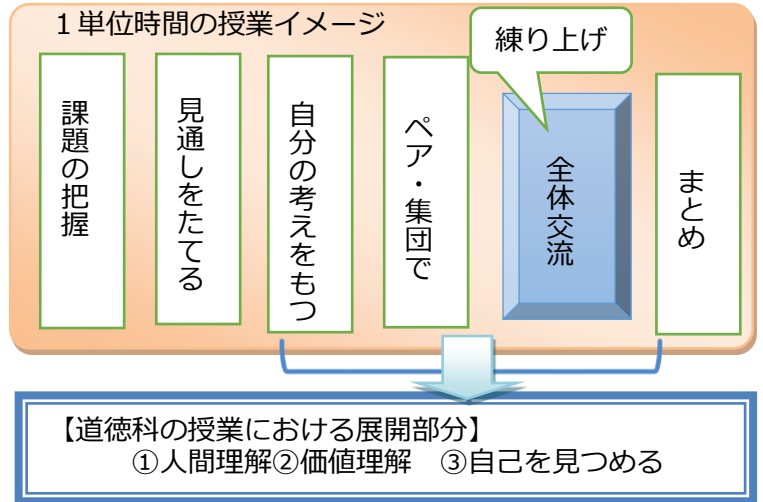 １単位時間の授業イメージ
練り上げ
課題の把握
見通しをたてる
自分の考えをもつ
ペア・集団で
全体交流
まとめ
【道徳科の授業における展開部分】
①人間理解②価値理解　③自己を見つめる